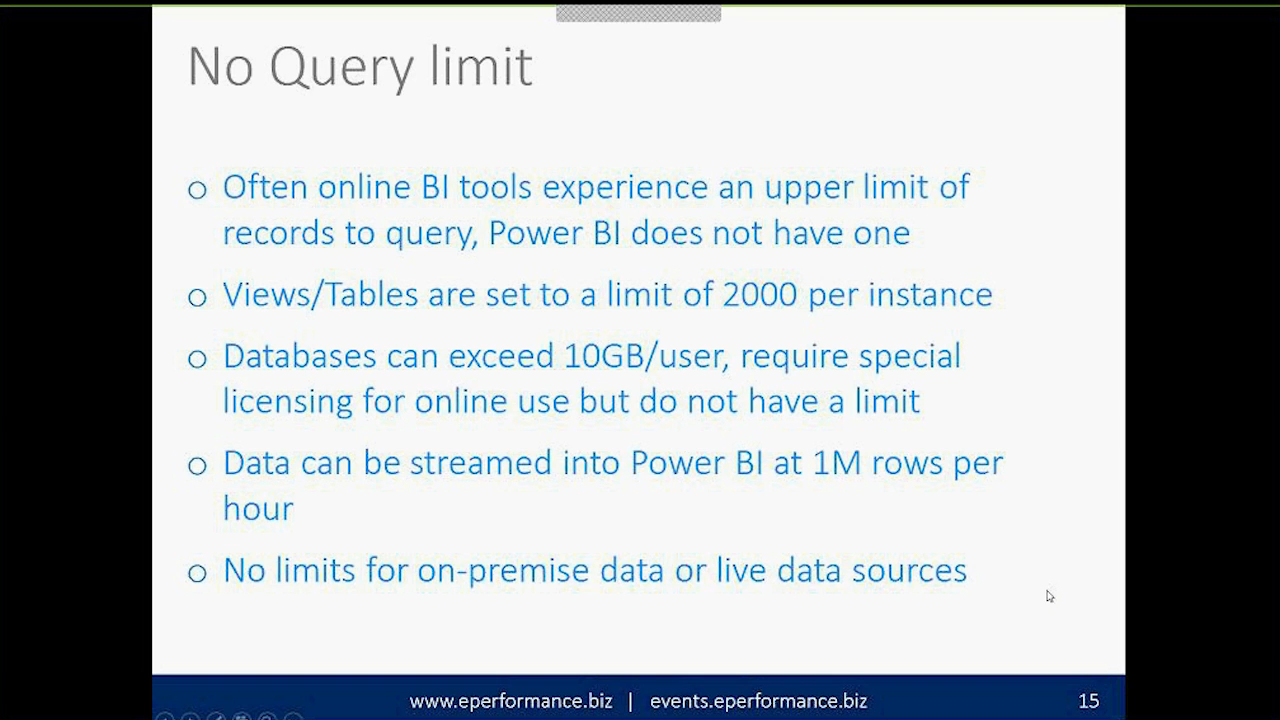 No Query limit
o Often online BI tools experience an upper limit of
records to query, Power BI does not have one
o Views/Tables are set to a limit of 2000 per instance
o Databases can exceed 10GB/user, require special
licensing for online use but do not have a limit
o Data can be streamed into Power BI at 1M rows per
hour
o No limits for on-premise data or live data sources
www.eperformance.biz | events.eperformance.biz 15